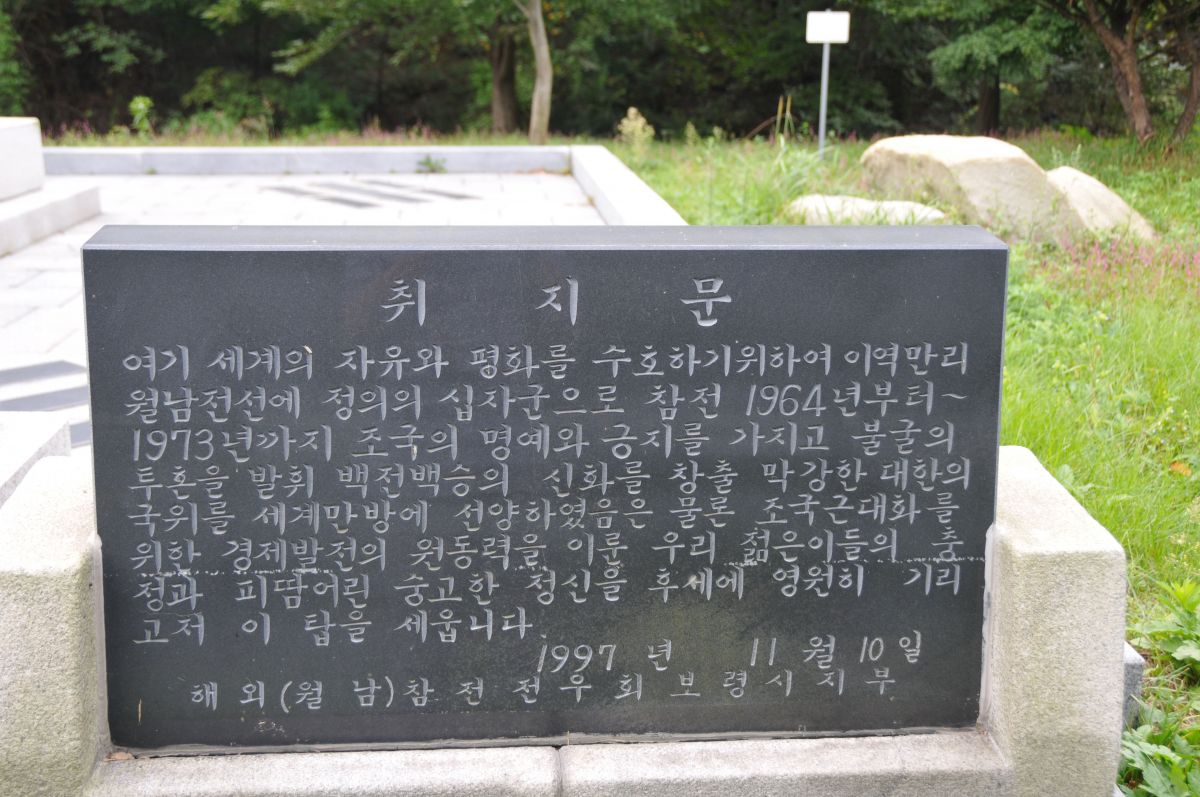 취 지 문
여기 세계의 자유와 평화를 수호하기위하여 이역만리
월남전선에 정의의 십자군으로 참전 1964년부터~
1973년까지 조국의 명예와 긍지를 가지고 불굴의
투혼을 발휘 백전백승의 신화를 창출 막강한 대한의
국위를 세계만방에 선양하였음은 물론 조국근대화를
위한 경제발전의 원동력을 이룬 우리 젊은이들의 충
정과 피땀어린 숭고한 정신을 후세에 영원히 기리
고저 이 탑을 세웁니다.
1997 년 11 월 10 일
해외(월남)참전전우회보령시지부